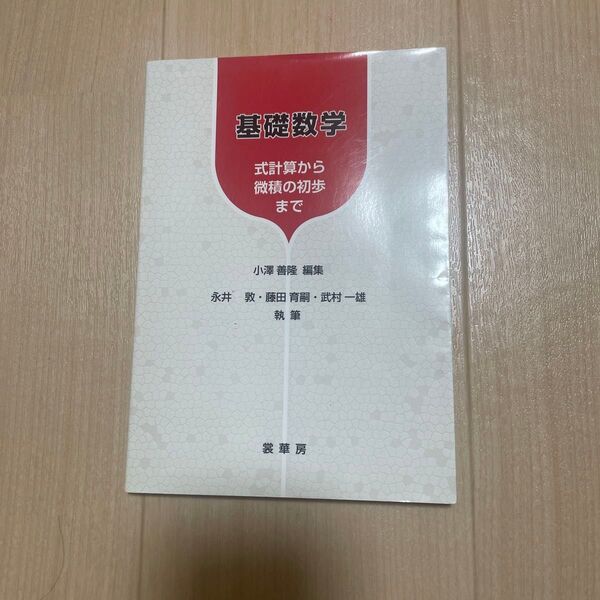 基礎数学
式計算から
微積の初歩
まで
小澤 善隆 編集
永井 敦・藤田 育嗣・武村 一雄
執 筆
裳 華 房